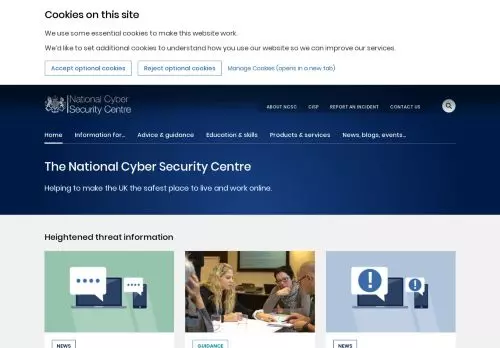 Cookies on this site
We use some essential cookies to make this website work.
We'd like to set additional cookies to understand how you use our website so we can improve our services.
Accept optional cookies
Reject optional cookies
Manage Cookies (opens in a new tab)
National Cyber
Security Centre
ABOUT NCSC
CISP
REPORT AN INCIDENT
CONTACT US
Home
Information for...
Advice & guidance
Education & skills
Products & services
News, blogs, events...
The National Cyber Security Centre
Helping to make the UK the safest place to live and work online.
Heightened threat information
NEWS
GUIDANCE
NEWS